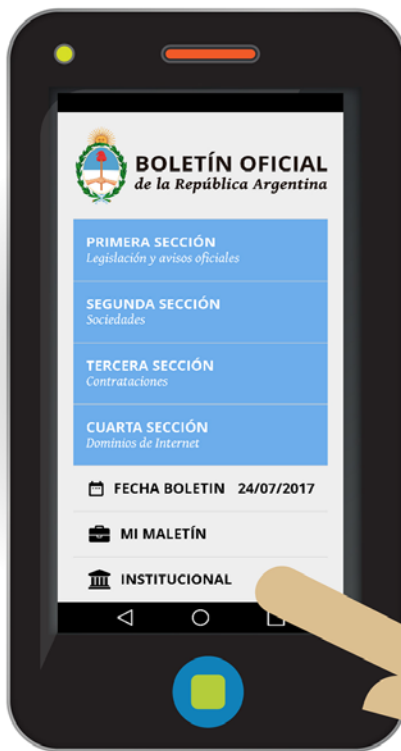 BOLETÍN OFICIAL
de la República Argentina
PRIMERA SECCIÓN
Legislación y avisos oficiales
SEGUNDA SECCIÓN
Sociedades
TERCERA SECCIÓN
Contrataciones
CUARTA SECCIÓN
Dominios de Internet
FECHA BOLETIN 24/07/2017
MI MALETÍN
INSTITUCIONAL